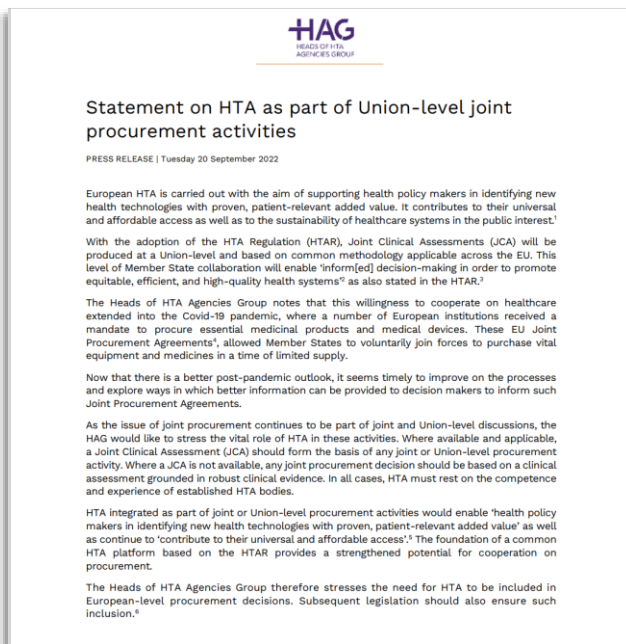 HAG
HEADS OF HTA
AGENCIES GROUP
Statement on HTA as part of Union-level joint
procurement activities
PRESS RELEASE | Tuesday 20 September 2022
European HTA is carried out with the aim of supporting health policy makers in identifying new
health technologies with proven, patient-relevant added value. It contributes to their universal
and affordable access as well as to the sustainability of healthcare systems in the public interest.¹
With the adoption of the HTA Regulation (HTAR), Joint Clinical Assessments (JCA) will be
produced at a Union-level and based on common methodology applicable across the EU. This
level of Member State collaboration will enable ‘inform[ed] decision-making in order to promote
equitable, efficient, and high-quality health systems’² as also stated in the HTAR.³
The Heads of HTA Agencies Group notes that this willingness to cooperate on healthcare
extended into the Covid-19 pandemic, where a number of European institutions received a
mandate to procure essential medicinal products and medical devices. These EU Joint
Procurement Agreements⁴, allowed Member States to voluntarily join forces to purchase vital
equipment and medicines in a time of limited supply.
Now that there is a better post-pandemic outlook, it seems timely to improve on the processes
and explore ways in which better information can be provided to decision makers to inform such
Joint Procurement Agreements.
As the issue of joint procurement continues to be part of joint and Union-level discussions, the
HAG would like to stress the vital role of HTA in these activities. Where available and applicable,
a Joint Clinical Assessment (JCA) should form the basis of any joint or Union-level procurement
activity. Where a JCA is not available, any joint procurement decision should be based on a clinical
assessment grounded in robust clinical evidence. In all cases, HTA must rest on the competence
and experience of established HTA bodies.
HTA integrated as part of joint or Union-level procurement activities would enable ‘health policy
makers in identifying new health technologies with proven, patient-relevant added value’ as well
as continue to ‘contribute to their universal and affordable access’.⁵ The foundation of a common
HTA platform based on the HTAR provides a strengthened potential for cooperation on
procurement.
The Heads of HTA Agencies Group therefore stresses the need for HTA to be included in
European-level procurement decisions. Subsequent legislation should also ensure such
inclusion.⁶